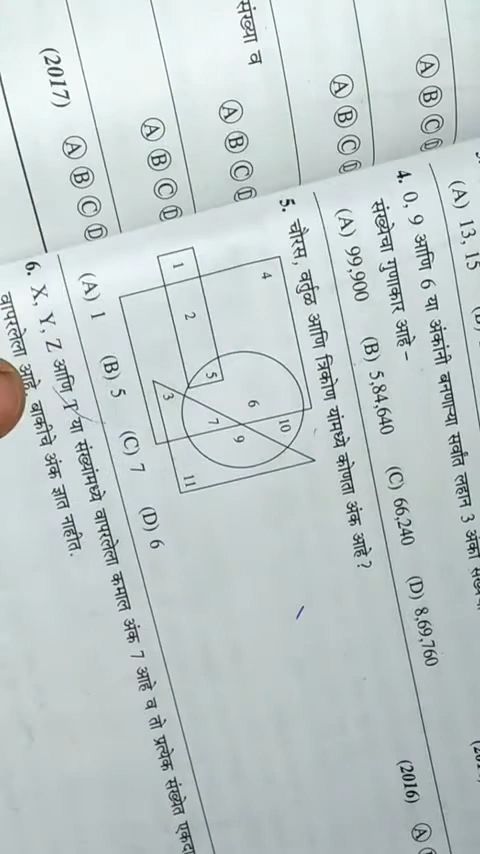 संख्या व
Ⓐ Ⓑ Ⓒ Ⓓ
Ⓐ Ⓑ Ⓒ Ⓓ
Ⓐ Ⓑ Ⓒ Ⓓ
Ⓐ Ⓑ Ⓒ Ⓓ
(2017) Ⓐ Ⓑ Ⓒ Ⓓ
(A) 13, 15
4. 0, 9 आणि 6 या अंकांनी बनणाऱ्या सर्वांत लहान 3 अंकी
संख्येचा गुणाकार आहे -
(A) 99,900 (B) 5,84,640 (C) 66,240 (D) 8,69,760
(2016) Ⓐ
5. चौरस, वर्तुळ आणि त्रिकोण यांमध्ये कोणता अंक आहे?
4
10
6
5
9
2
7
1
3
11
(A) 1 (B) 5 (C) 7 (D) 6
6. X, Y, Z आणि T या संख्यांमध्ये वापरलेला कमाल अंक 7 आहे व तो प्रत्येक संख्येत एकदा
वापरलेला आहे. बाकीचे अंक ज्ञात नाहीत.